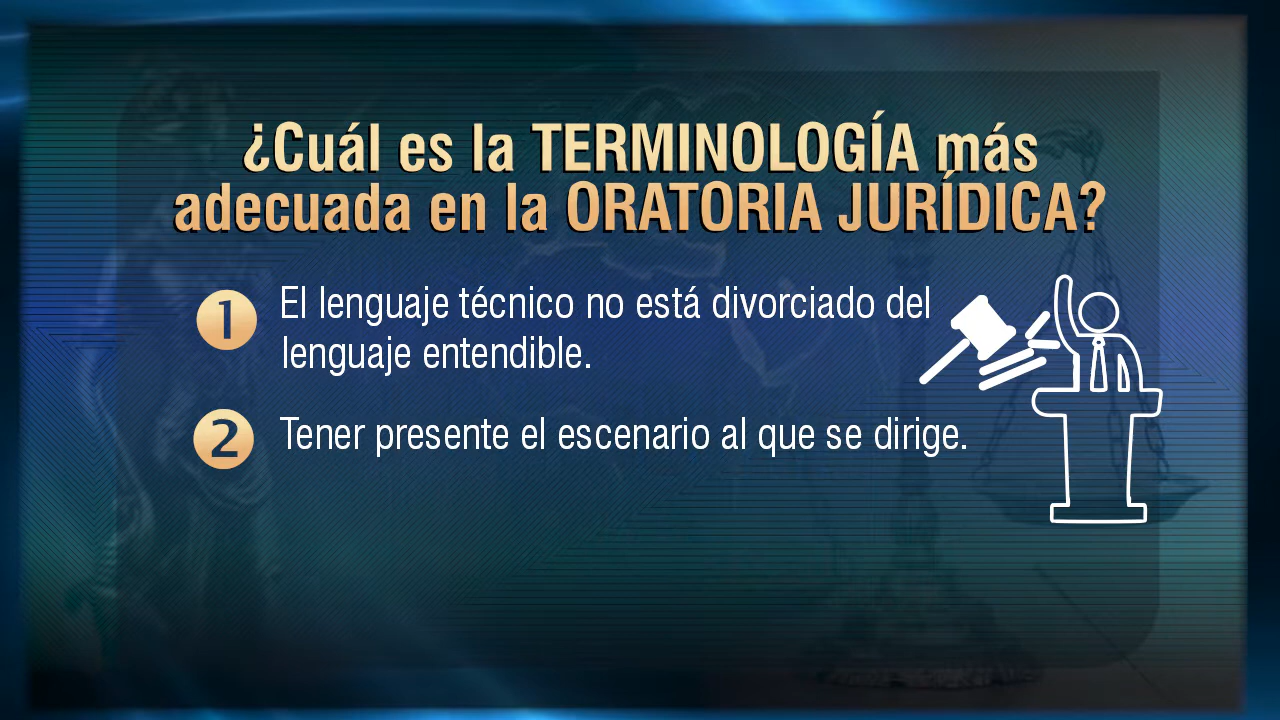 ¿Cuál es la TERMINOLOGÍA más
adecuada en la ORATORIA JURÍDICA?
1 El lenguaje técnico no está divorciado del
lenguaje entendible.
2 Tener presente el escenario al que se dirige.